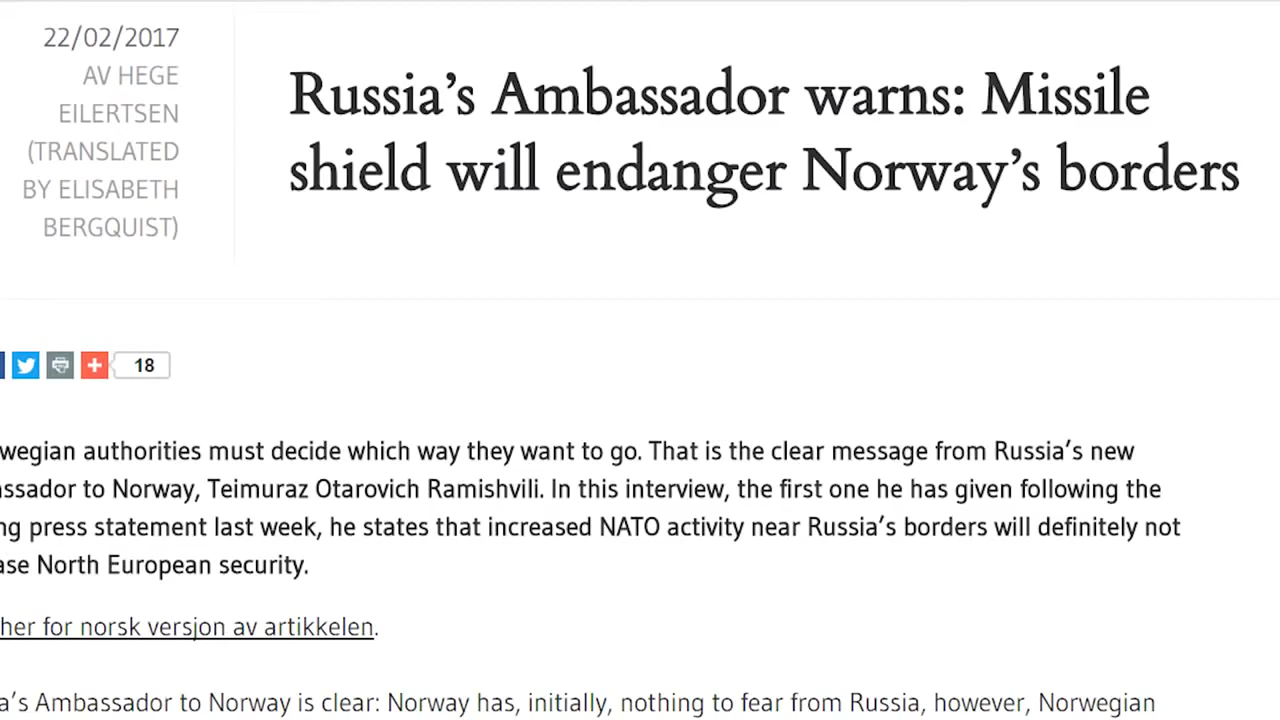 22/02/2017
AV HEGE
EILERTSEN
(TRANSLATED
BY ELISABETH
BERGQUIST)
Russia’s Ambassador warns: Missile
shield will endanger Norway’s borders
18
wegian authorities must decide which way they want to go. That is the clear message from Russia’s new
assador to Norway, Teimuraz Otarovich Ramishvili. In this interview, the first one he has given following the
ng press statement last week, he states that increased NATO activity near Russia’s borders will definitely not
ase North European security.
her for norsk versjon av artikkelen.
a’s Ambassador to Norway is clear: Norway has, initially, nothing to fear from Russia, however, Norwegian